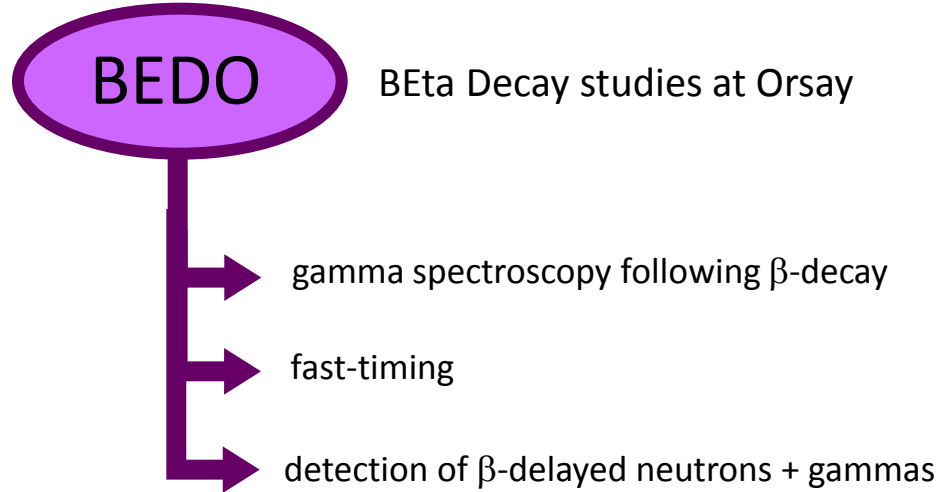 BEDO
BEta Decay studies at Orsay
gamma spectroscopy following β-decay
fast-timing
detection of β-delayed neutrons + gammas